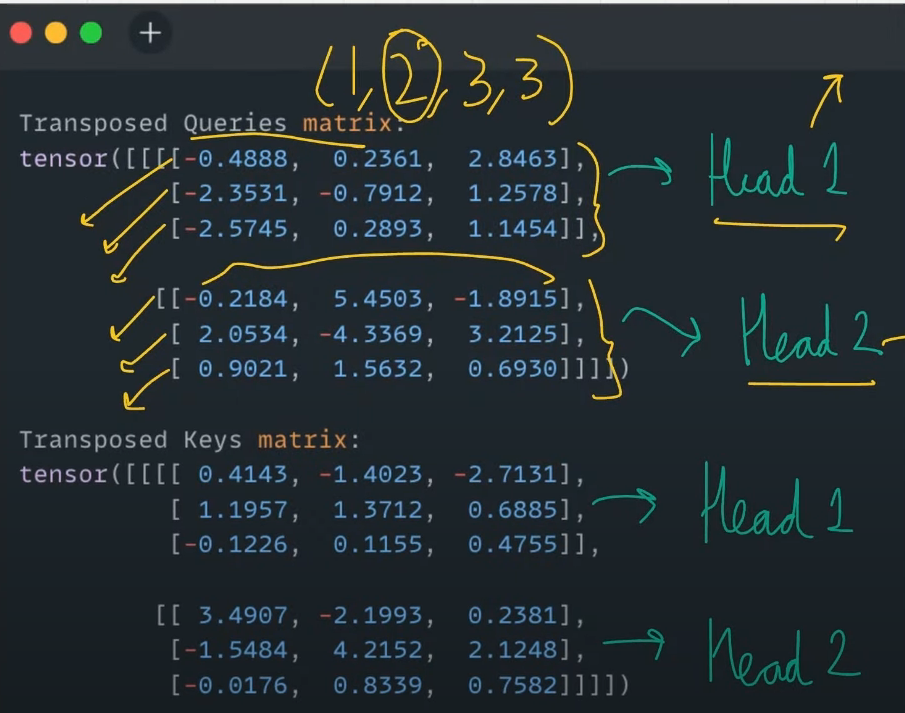 +
(1, 2, 3, 3)
Transposed Queries matrix:
tensor([[[[-0.4888, 0.2361, 2.8463],
[-2.3531, -0.7912, 1.2578],
[-2.5745, 0.2893, 1.1454]],
Head 1
[[-0.2184, 5.4503, -1.8915],
[ 2.0534, -4.3369, 3.2125],
[ 0.9021, 1.5632, 0.6930]]]])
Head 2
Transposed Keys matrix:
tensor([[[[ 0.4143, -1.4023, -2.7131],
[ 1.1957, 1.3712, 0.6885],
[-0.1226, 0.1155, 0.4755]],
Head 1
[[ 3.4907, -2.1993, 0.2381],
[-1.5484, 4.2152, 2.1248],
[-0.0176, 0.8339, 0.7582]]]])
Head 2